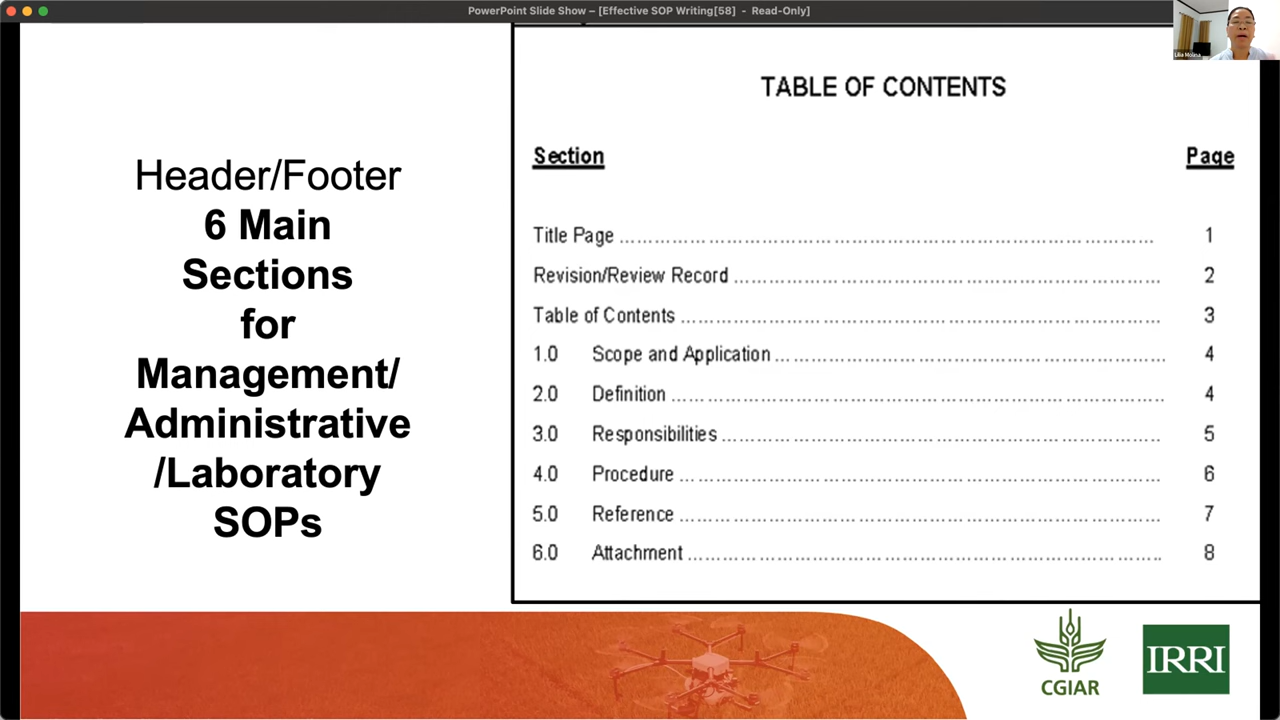 PowerPoint Slide Show – [Effective SOP Writing[58] - Read-Only]
Lilia Molina
Header/Footer
6 Main
Sections
for
Management/
Administrative
/Laboratory
SOPs
TABLE OF CONTENTS
Section Page
Title Page 1
Revision/Review Record 2
Table of Contents 3
1.0 Scope and Application 4
2.0 Definition 4
3.0 Responsibilities 5
4.0 Procedure 6
5.0 Reference 7
6.0 Attachment 8
CGIAR
IRRI